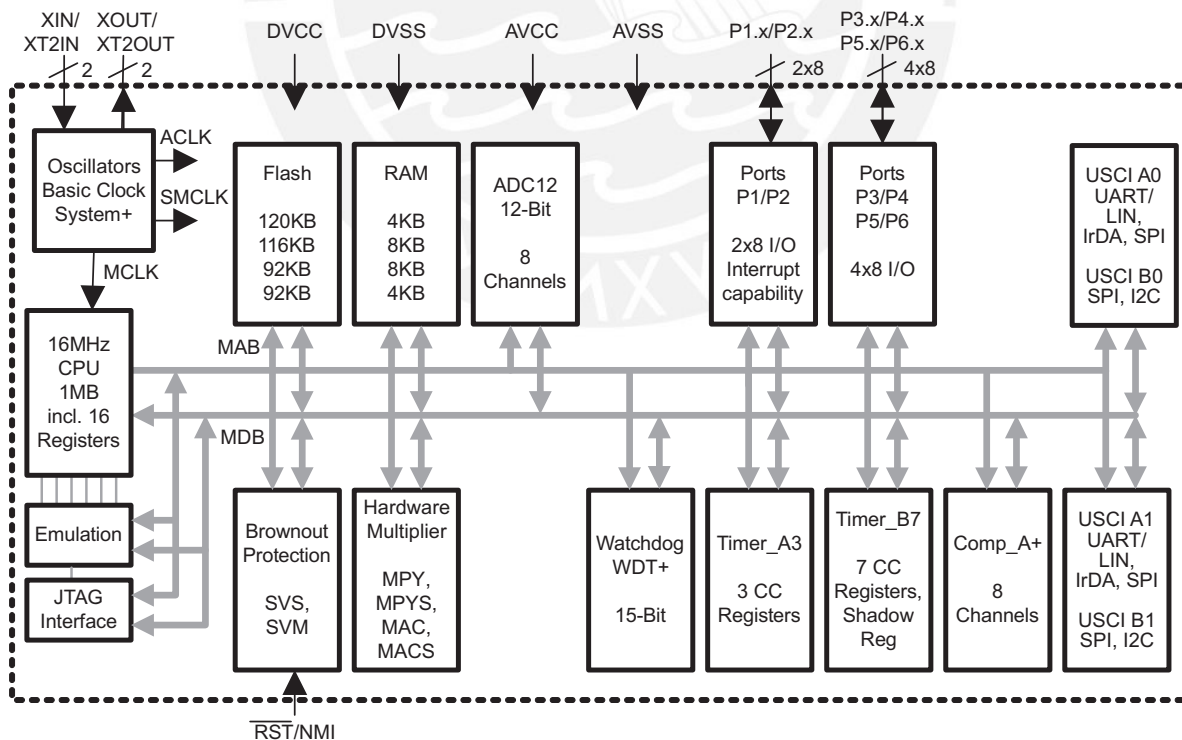 XIN/
XT2IN
2
XOUT/
XT2OUT
2
DVCC
DVSS
AVCC
AVSS
P1.x/P2.x
2x8
P3.x/P4.x
P5.x/P6.x
4x8
Oscillators
Basic Clock
System+
ACLK
SMCLK
MCLK
Flash
120KB
116KB
92KB
92KB
RAM
4KB
8KB
8KB
4KB
ADC12
12-Bit
8
Channels
Ports
P1/P2
2x8 I/O
Interrupt
capability
Ports
P3/P4
P5/P6
4x8 I/O
USCI A0
UART/
LIN,
IrDA, SPI
USCI B0
SPI, I2C
16MHz
CPU
1MB
incl. 16
Registers
MAB
MDB
Emulation
JTAG
Interface
Brownout
Protection
SVS,
SVM
Hardware
Multiplier
MPY,
MPYS,
MAC,
MACS
Watchdog
WDT+
15-Bit
Timer_A3
3 CC
Registers
Timer_B7
7 CC
Registers,
Shadow
Reg
Comp_A+
8
Channels
USCI A1
UART/
LIN,
IrDA, SPI
USCI B1
SPI, I2C
RST/NMI